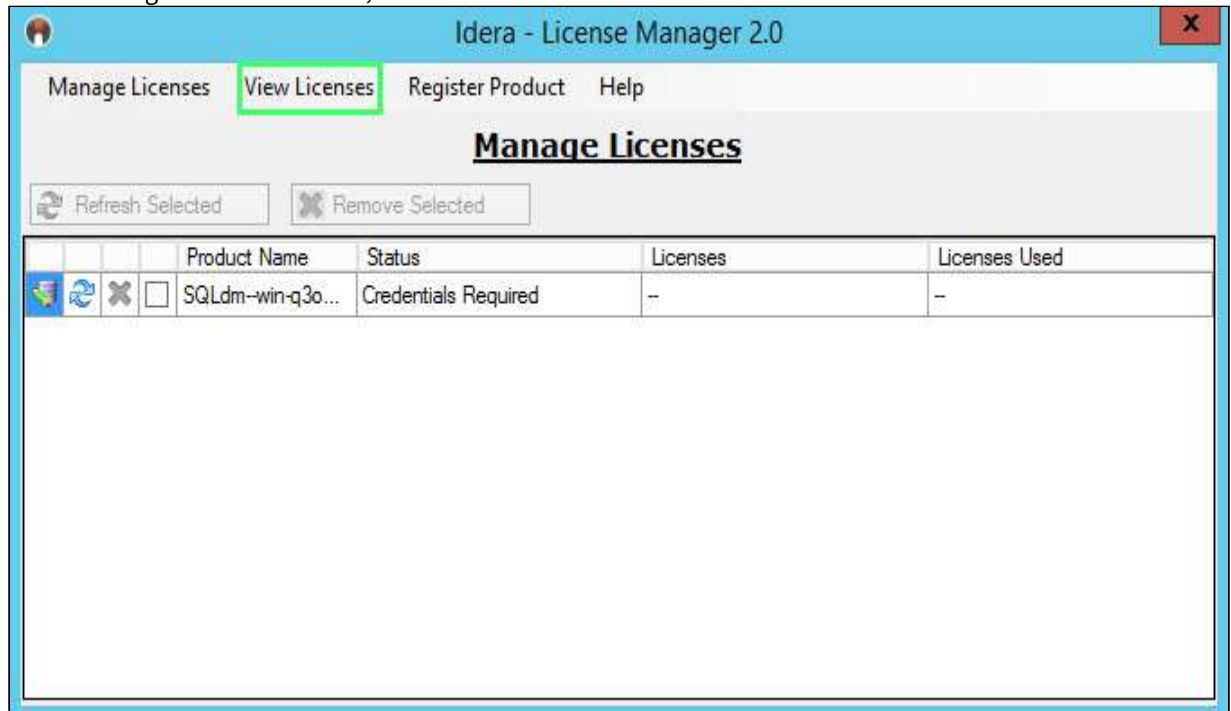 Idera - License Manager 2.0
X
Manage Licenses View Licenses Register Product Help
Manage Licenses
Refresh Selected Remove Selected
Product Name Status Licenses Licenses Used
SQLdm--win-q3o... Credentials Required -- --